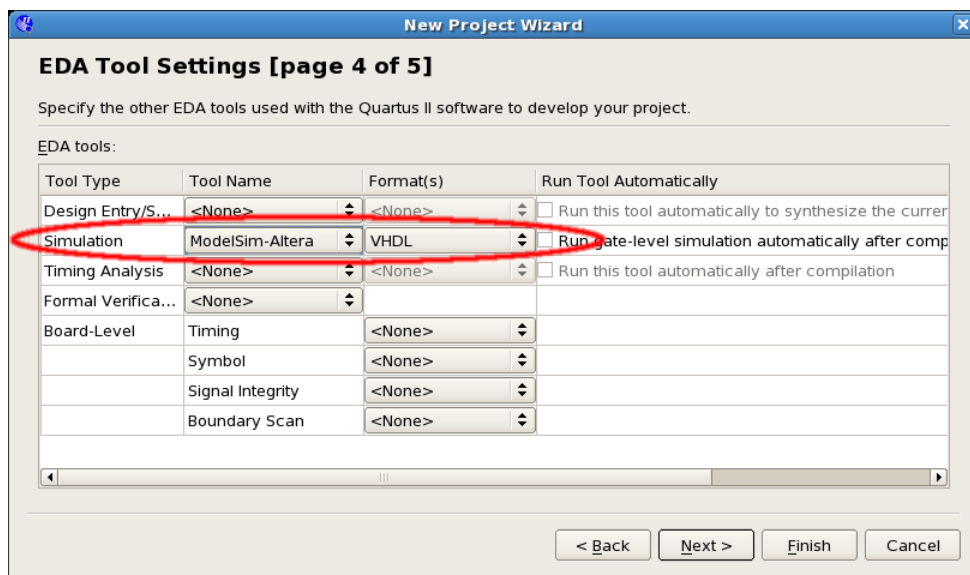 New Project Wizard
EDA Tool Settings [page 4 of 5]
Specify the other EDA tools used with the Quartus II software to develop your project.
EDA tools:
Tool Type Tool Name Format(s) Run Tool Automatically
Design Entry/S... <None> <None> Run this tool automatically to synthesize the curren
Simulation ModelSim-Altera VHDL Run gate-level simulation automatically after comp
Timing Analysis <None> <None> Run this tool automatically after compilation
Formal Verifica... <None>
Board-Level Timing <None>
Symbol <None>
Signal Integrity <None>
Boundary Scan <None>
< Back Next > Finish Cancel